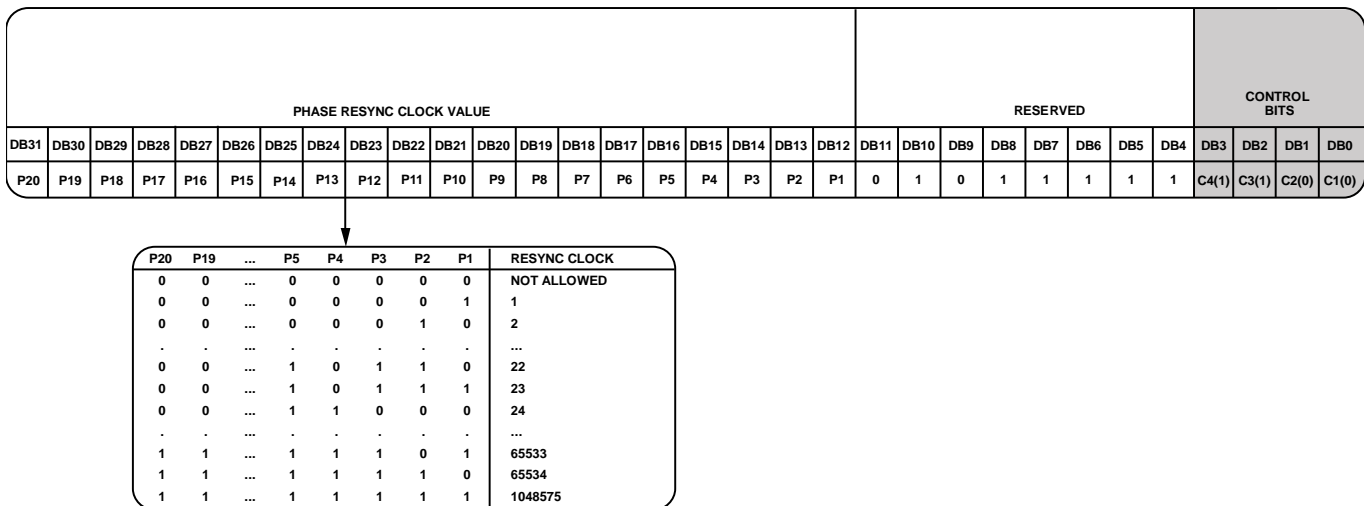 PHASE RESYNC CLOCK VALUE RESERVED CONTROL
BITS
DB31 DB30 DB29 DB28 DB27 DB26 DB25 DB24 DB23 DB22 DB21 DB20 DB19 DB18 DB17 DB16 DB15 DB14 DB13 DB12 DB11 DB10 DB9 DB8 DB7 DB6 DB5 DB4 DB3 DB2 DB1 DB0
P20 P19 P18 P17 P16 P15 P14 P13 P12 P11 P10 P9 P8 P7 P6 P5 P4 P3 P2 P1 0 1 0 1 1 1 1 1 C4(1) C3(1) C2(0) C1(0)
P20 P19 ... P5 P4 P3 P2 P1 RESYNC CLOCK
0 0 ... 0 0 0 0 0 NOT ALLOWED
0 0 ... 0 0 0 0 1 1
0 0 ... 0 0 0 1 0 2
. . ... . . . . . ...
0 0 ... 1 0 1 1 0 22
0 0 ... 1 0 1 1 1 23
0 0 ... 1 1 0 0 0 24
. . ... . . . . . ...
1 1 ... 1 1 1 0 1 65533
1 1 ... 1 1 1 1 0 65534
1 1 ... 1 1 1 1 1 1048575